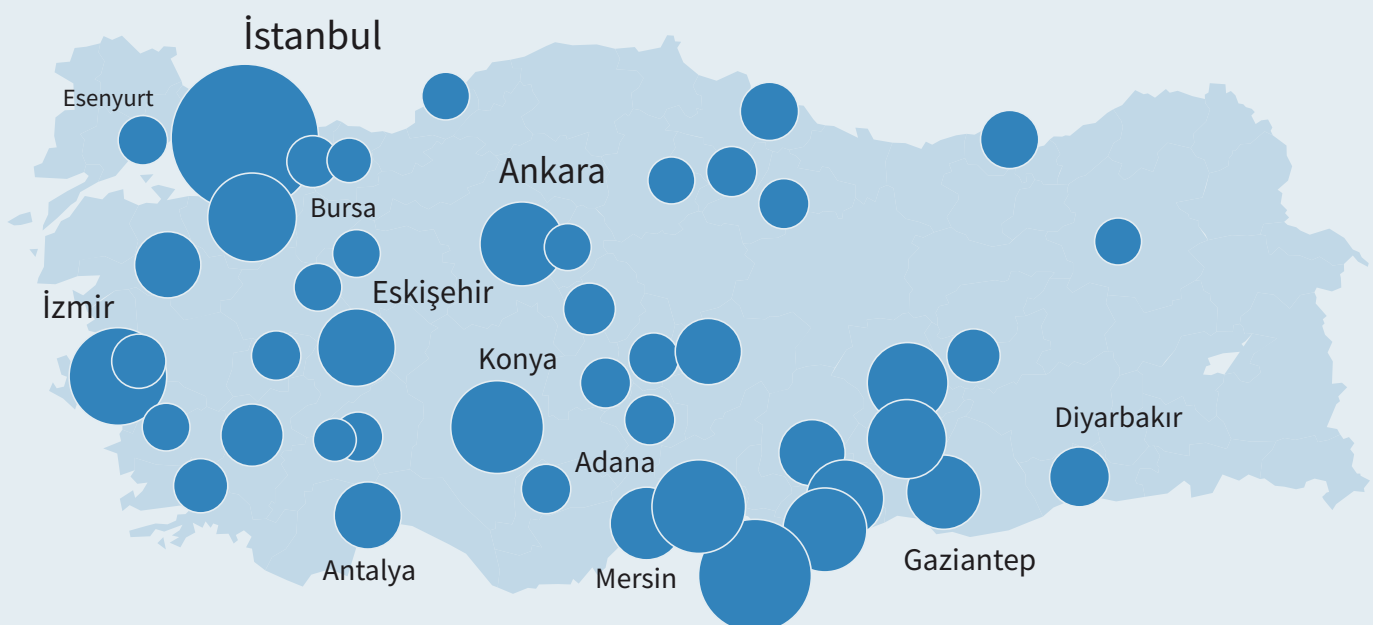 İstanbul
Esenyurt
Ankara
Bursa
Eskişehir
İzmir
Konya
Diyarbakır
Adana
Gaziantep
Antalya
Mersin